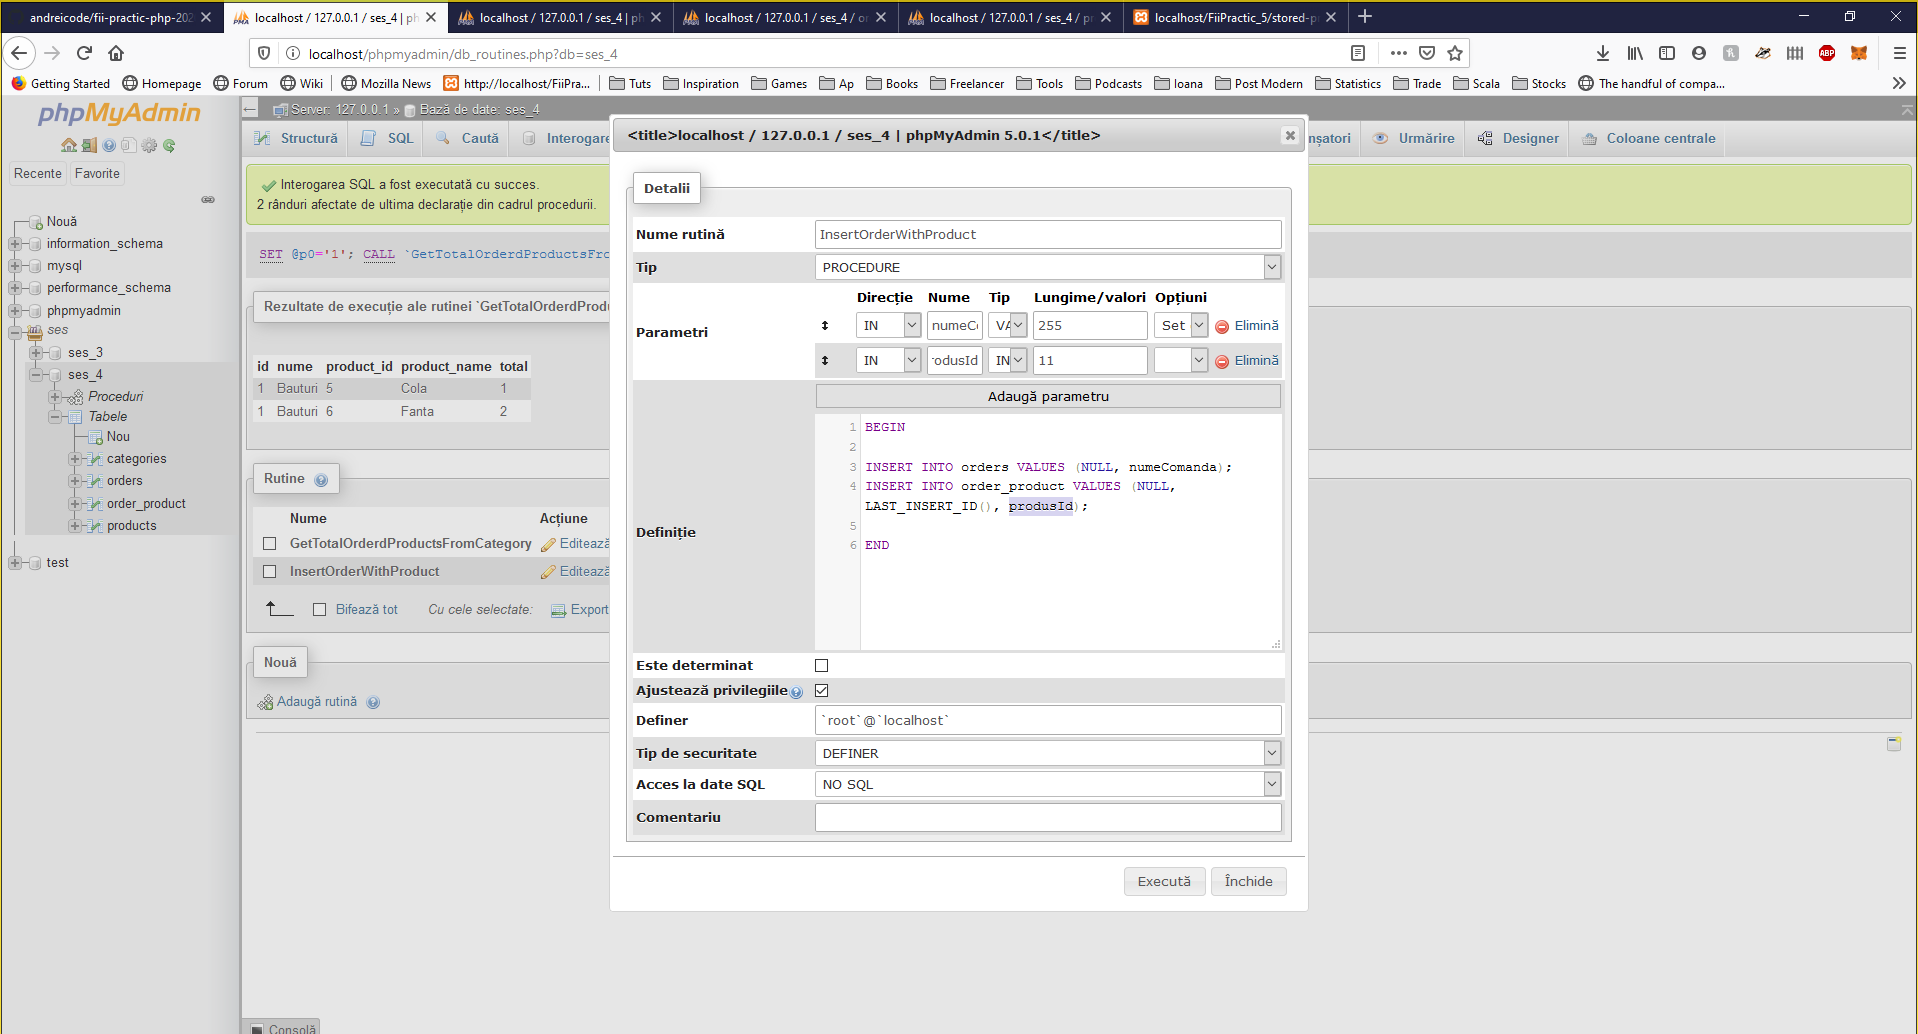 andreicode/fii-practic-php-202
localhost / 127.0.0.1 / ses_4 | ph
localhost / 127.0.0.1 / ses_4 | ph
localhost / 127.0.0.1 / ses_4 / or
localhost / 127.0.0.1 / ses_4 / pr
localhost/FiiPractic_5/stored-p
localhost/phpmyadmin/db_routines.php?db=ses_4
Getting Started Homepage Forum Wiki Mozilla News http://localhost/FiiPra... Tuts Inspiration Games Ap Books Freelancer Tools Podcasts Ioana Post Modern Statistics Trade Scala Stocks The handful of compa...
phpMyAdmin
Recente Favorite
Nouă
information_schema
mysql
performance_schema
phpmyadmin
ses
ses_3
ses_4
Proceduri
Tabele
Nou
categories
orders
order_product
products
test
Server: 127.0.0.1 » Bază de date: ses_4
Structură SQL Caută Interogare
nșatori Urmărire Designer Coloane centrale
Interogarea SQL a fost executată cu succes.
2 rânduri afectate de ultima declarație din cadrul procedurii.
SET @p0='1'; CALL `GetTotalOrderdProductsFro
Rezultate de execuție ale rutinei `GetTotalOrderdProdu
id nume product_id product_name total
1 Bauturi 5 Cola 1
1 Bauturi 6 Fanta 2
Rutine
Nume Acțiune
GetTotalOrderdProductsFromCategory Editează
InsertOrderWithProduct Editează
Bifează tot Cu cele selectate: Export
Nouă
Adaugă rutină
Consolă
<title>localhost / 127.0.0.1 / ses_4 | phpMyAdmin 5.0.1</title>
Detalii
Nume rutină InsertOrderWithProduct
Tip PROCEDURE
Parametri
Direcție Nume Tip Lungime/valori Opțiuni
IN numeCo VA 255 Set Elimină
IN rodusId IN 11 Elimină
Adaugă parametru
Definiție
1 BEGIN
2
3 INSERT INTO orders VALUES (NULL, numeComanda);
4 INSERT INTO order_product VALUES (NULL,
LAST_INSERT_ID(), produsId);
5
6 END
Este determinat
Ajustează privilegiile
Definer `root`@`localhost`
Tip de securitate DEFINER
Acces la date SQL NO SQL
Comentariu
Execută Închide